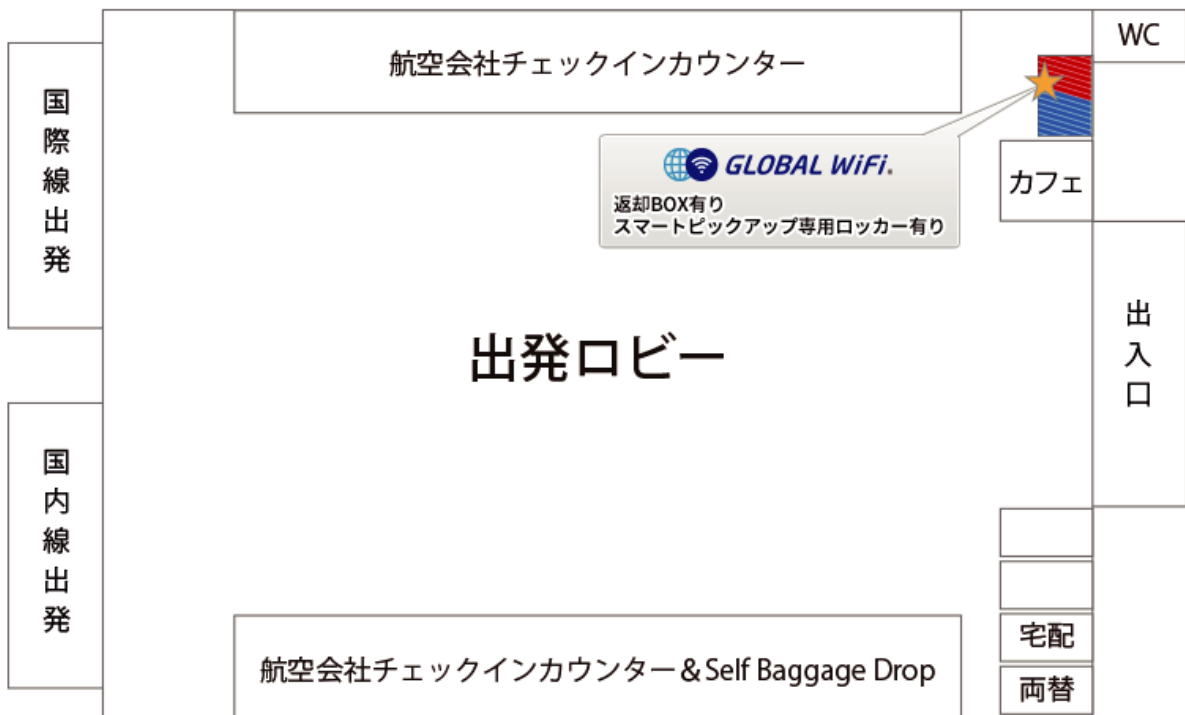 WC
航空会社チェックインカウンター
国際線出発
GLOBAL WiFi.
返却BOX有り
スマートピックアップ専用ロッカー有り
カフェ
出入口
出発ロビー
国内線出発
宅配
航空会社チェックインカウンター&Self Baggage Drop
両替